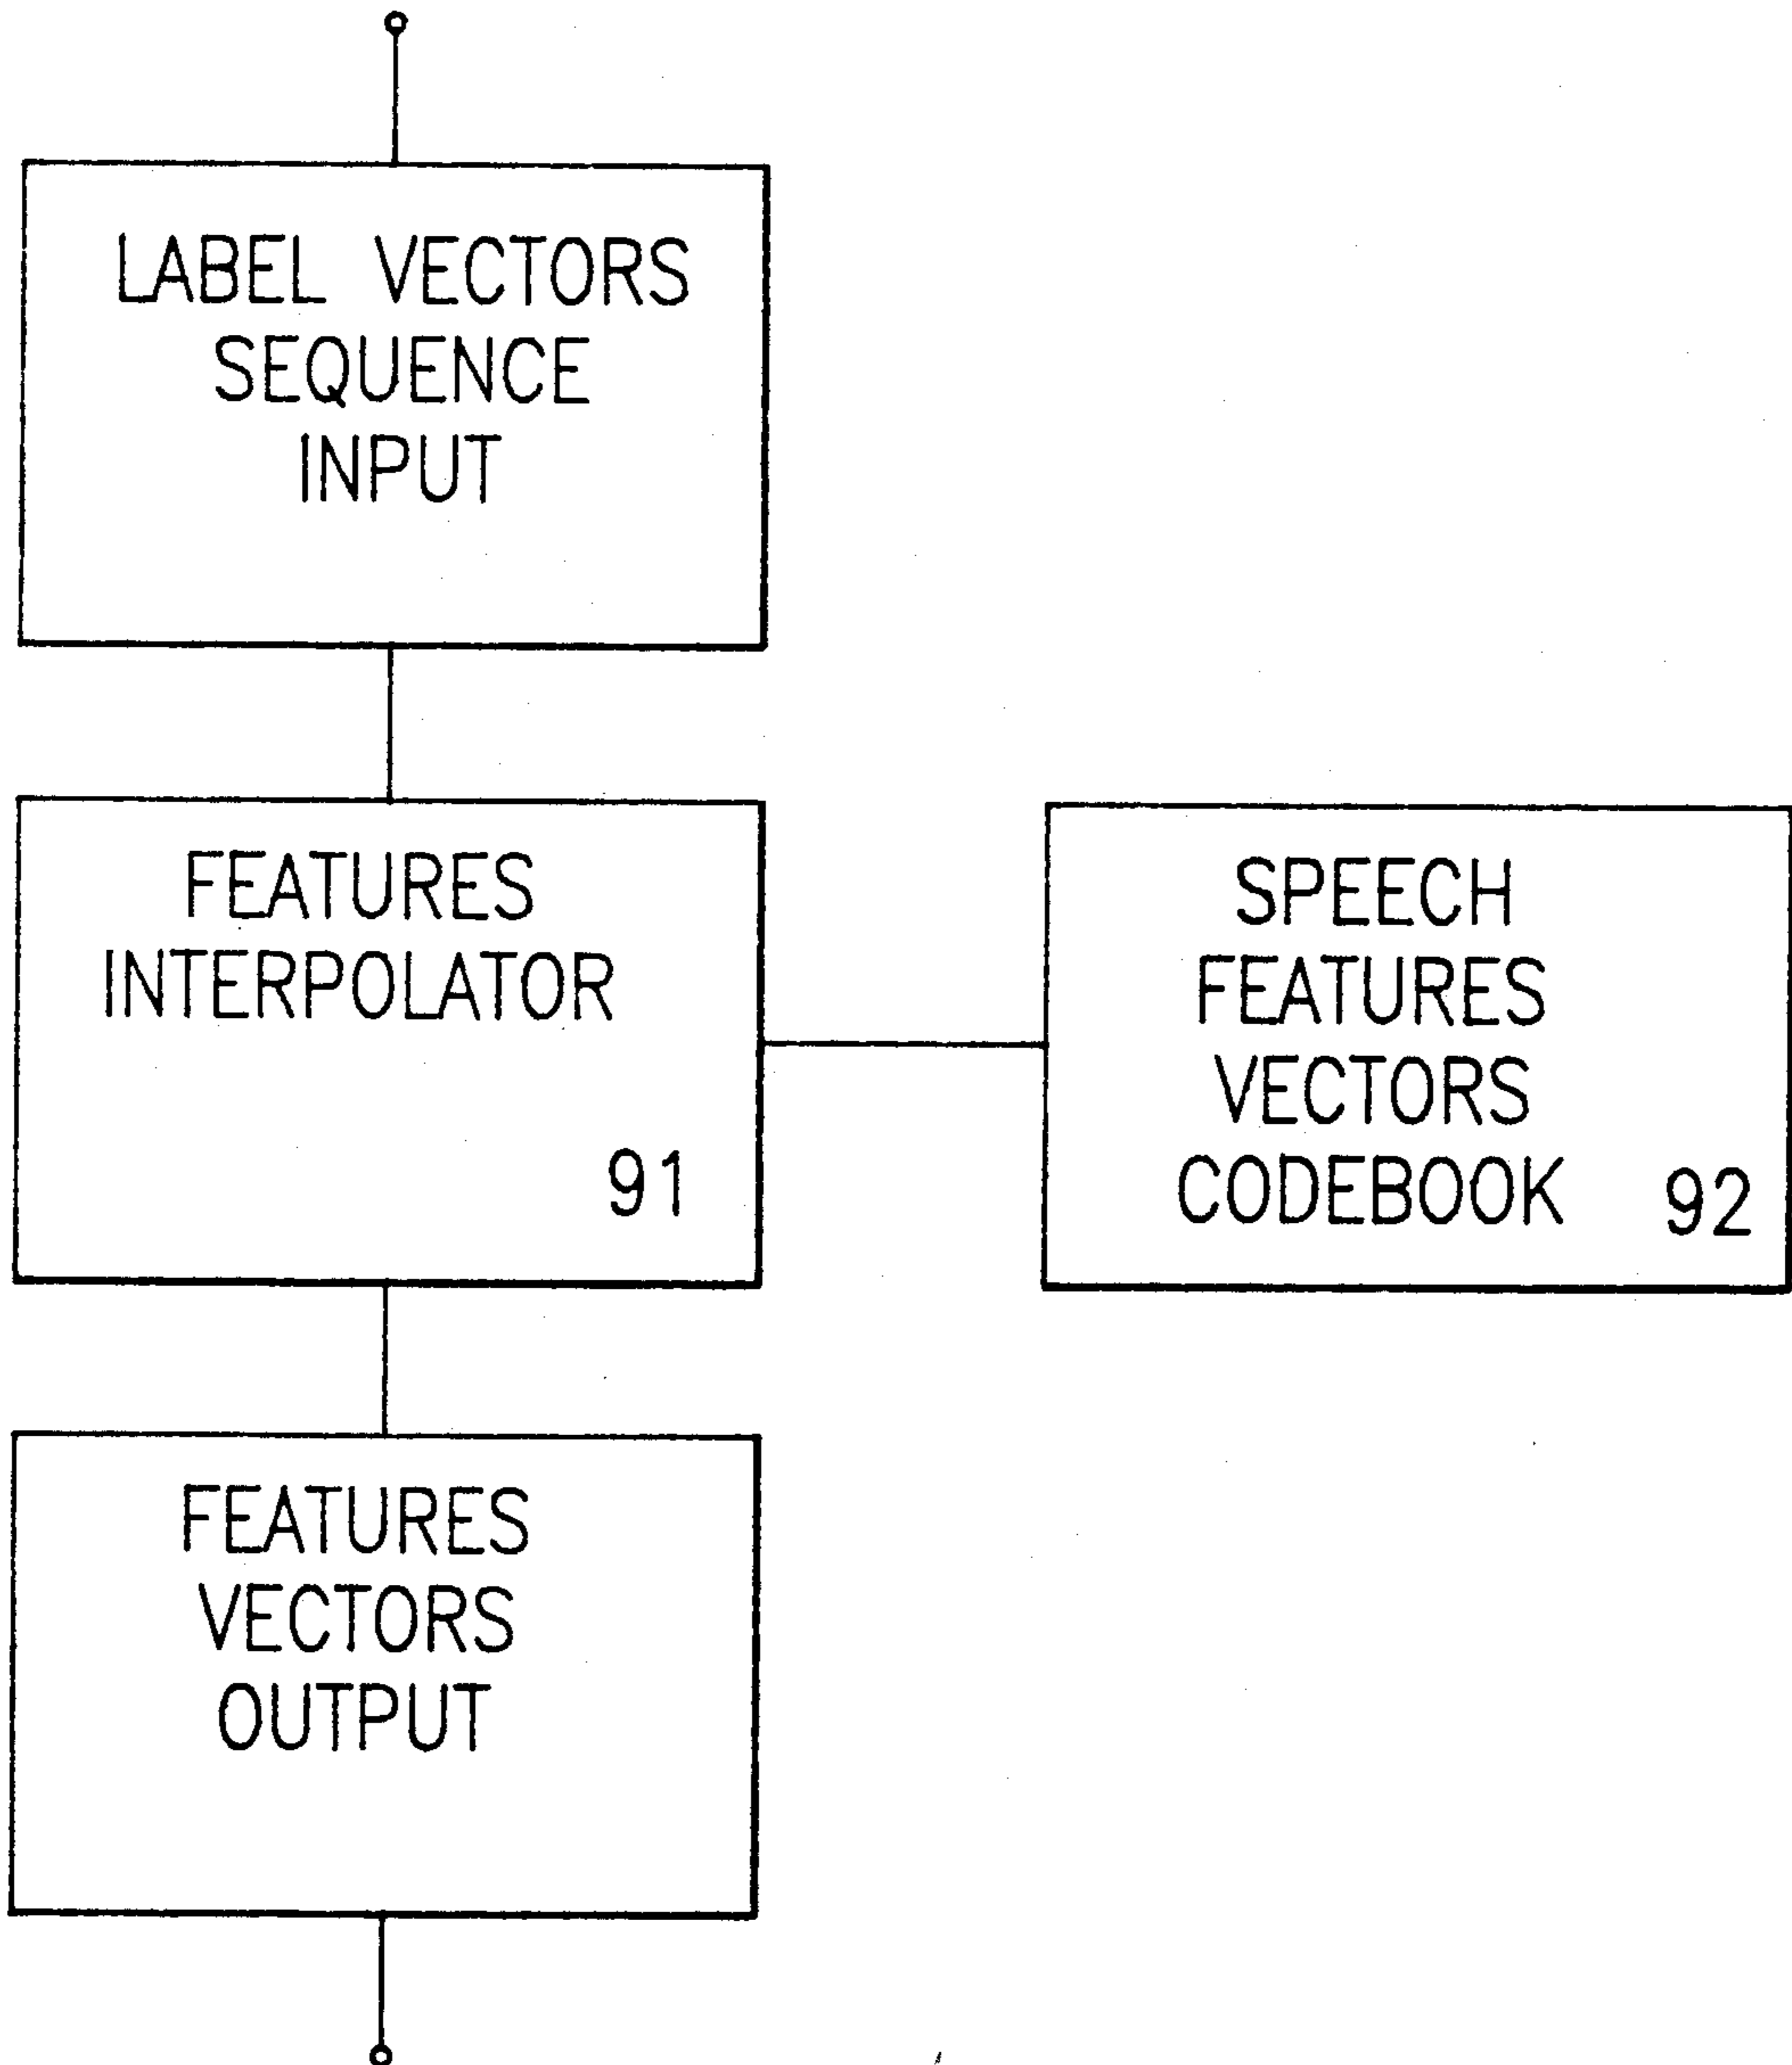 LABEL VECTORS
SEQUENCE
INPUT
FEATURES
INTERPOLATOR
91
SPEECH
FEATURES
VECTORS
CODEBOOK 92
FEATURES
VECTORS
OUTPUT